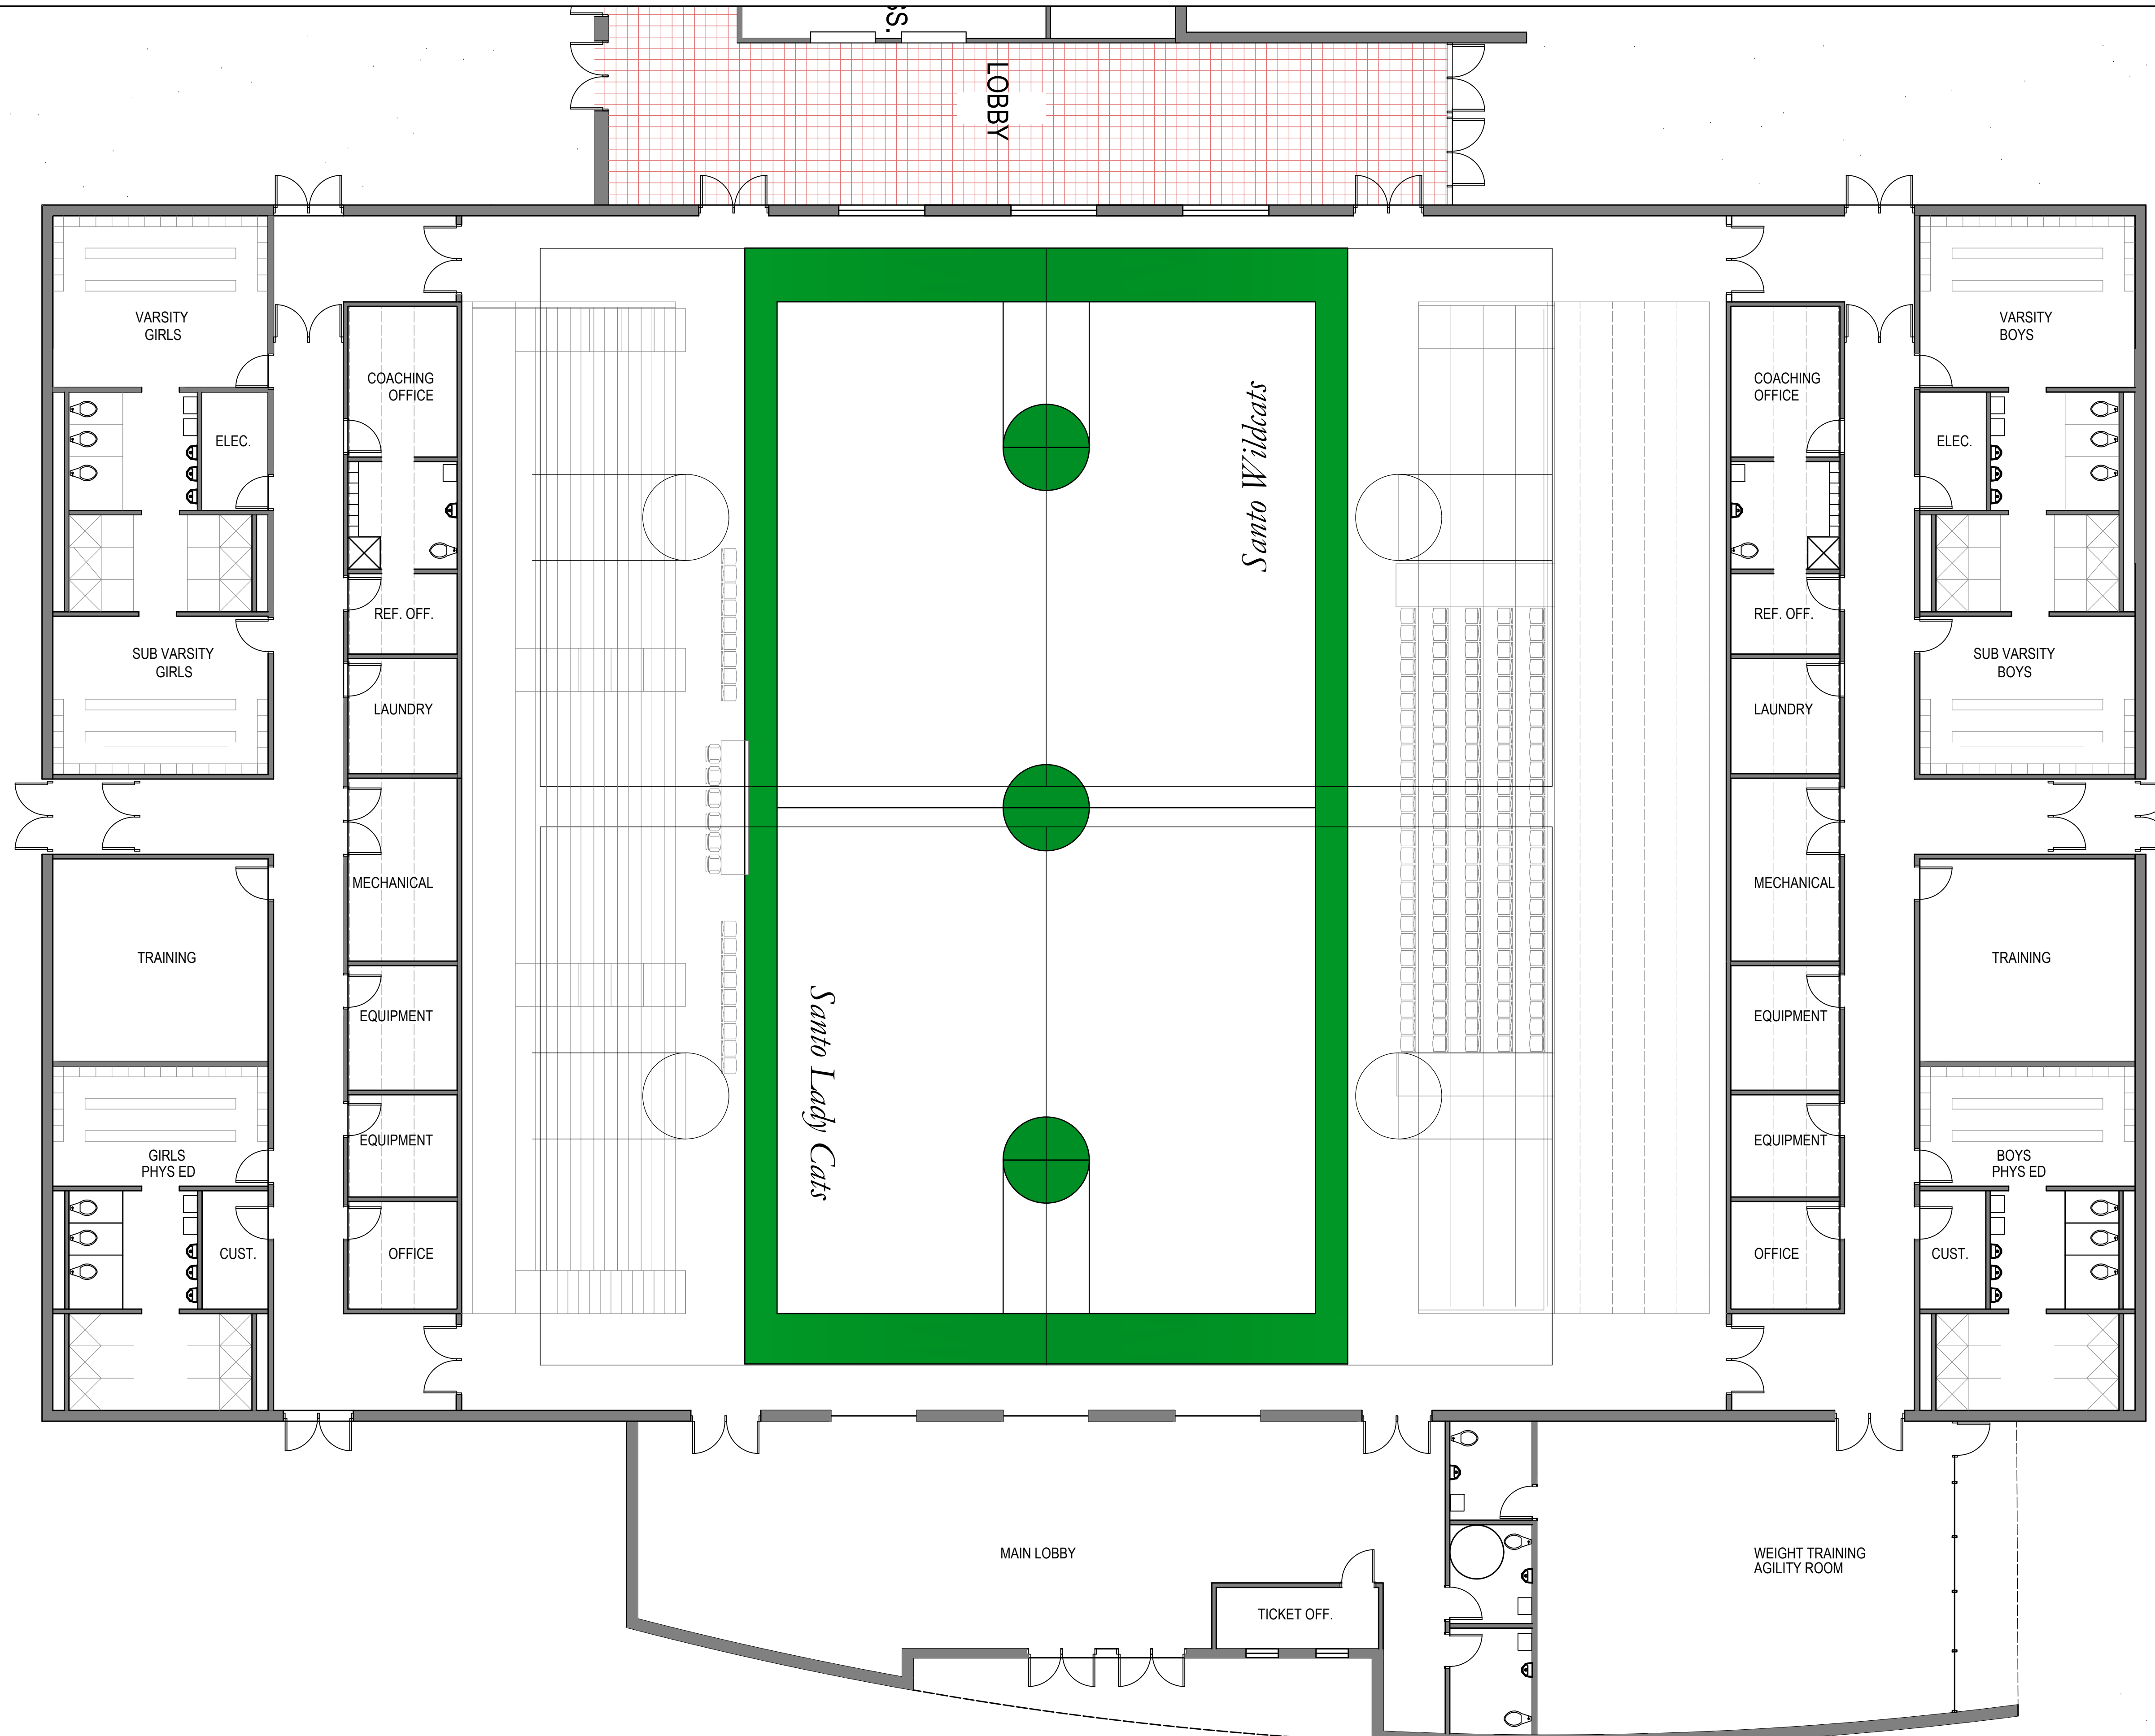 SS.
LOBBY
VARSITY
GIRLS
VARSITY
BOYS
COACHING
OFFICE
COACHING
OFFICE
Santo Wildcats
ELEC.
ELEC.
REF. OFF.
REF. OFF.
SUB VARSITY
GIRLS
SUB VARSITY
BOYS
LAUNDRY
LAUNDRY
MECHANICAL
MECHANICAL
TRAINING
TRAINING
EQUIPMENT
EQUIPMENT
Santo Lady Cats
EQUIPMENT
EQUIPMENT
GIRLS
PHYS ED
BOYS
PHYS ED
CUST.
OFFICE
OFFICE
CUST.
MAIN LOBBY
WEIGHT TRAINING
AGILITY ROOM
TICKET OFF.